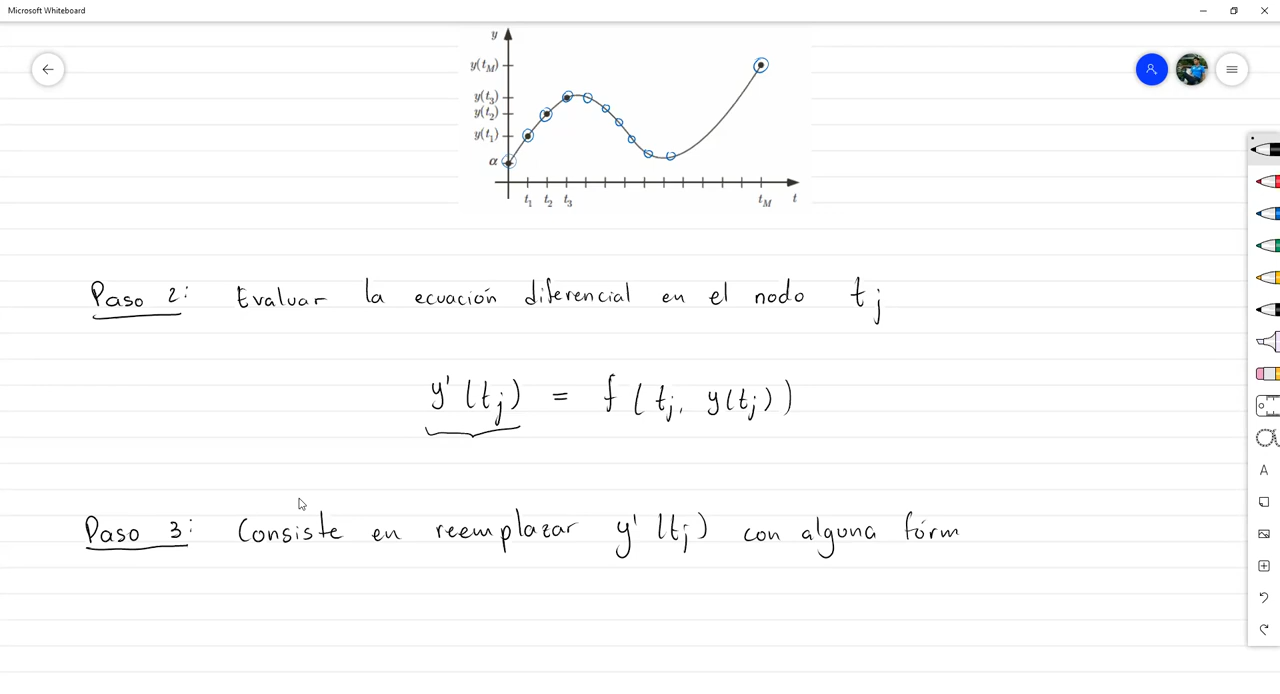 Microsoft Whiteboard
y
y(t_M)
y(t_3)
y(t_2)
y(t_1)
α
t_1 t_2 t_3 t_M t
Paso 2: Evaluar la ecuación diferencial en el nodo t_j
y'(t_j) = f(t_j, y(t_j))
Paso 3: Consiste en reemplazar y'(t_j) con alguna fórm
A